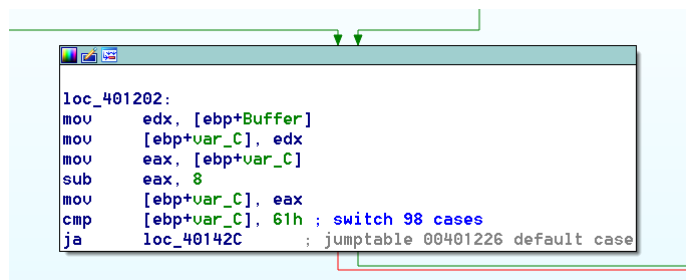 loc_401202:
mov edx, [ebp+Buffer]
mov [ebp+var_C], edx
mov eax, [ebp+var_C]
sub eax, 8
mov [ebp+var_C], eax
cmp [ebp+var_C], 61h ; switch 98 cases
ja loc_40142C ; jumptable 00401226 default case